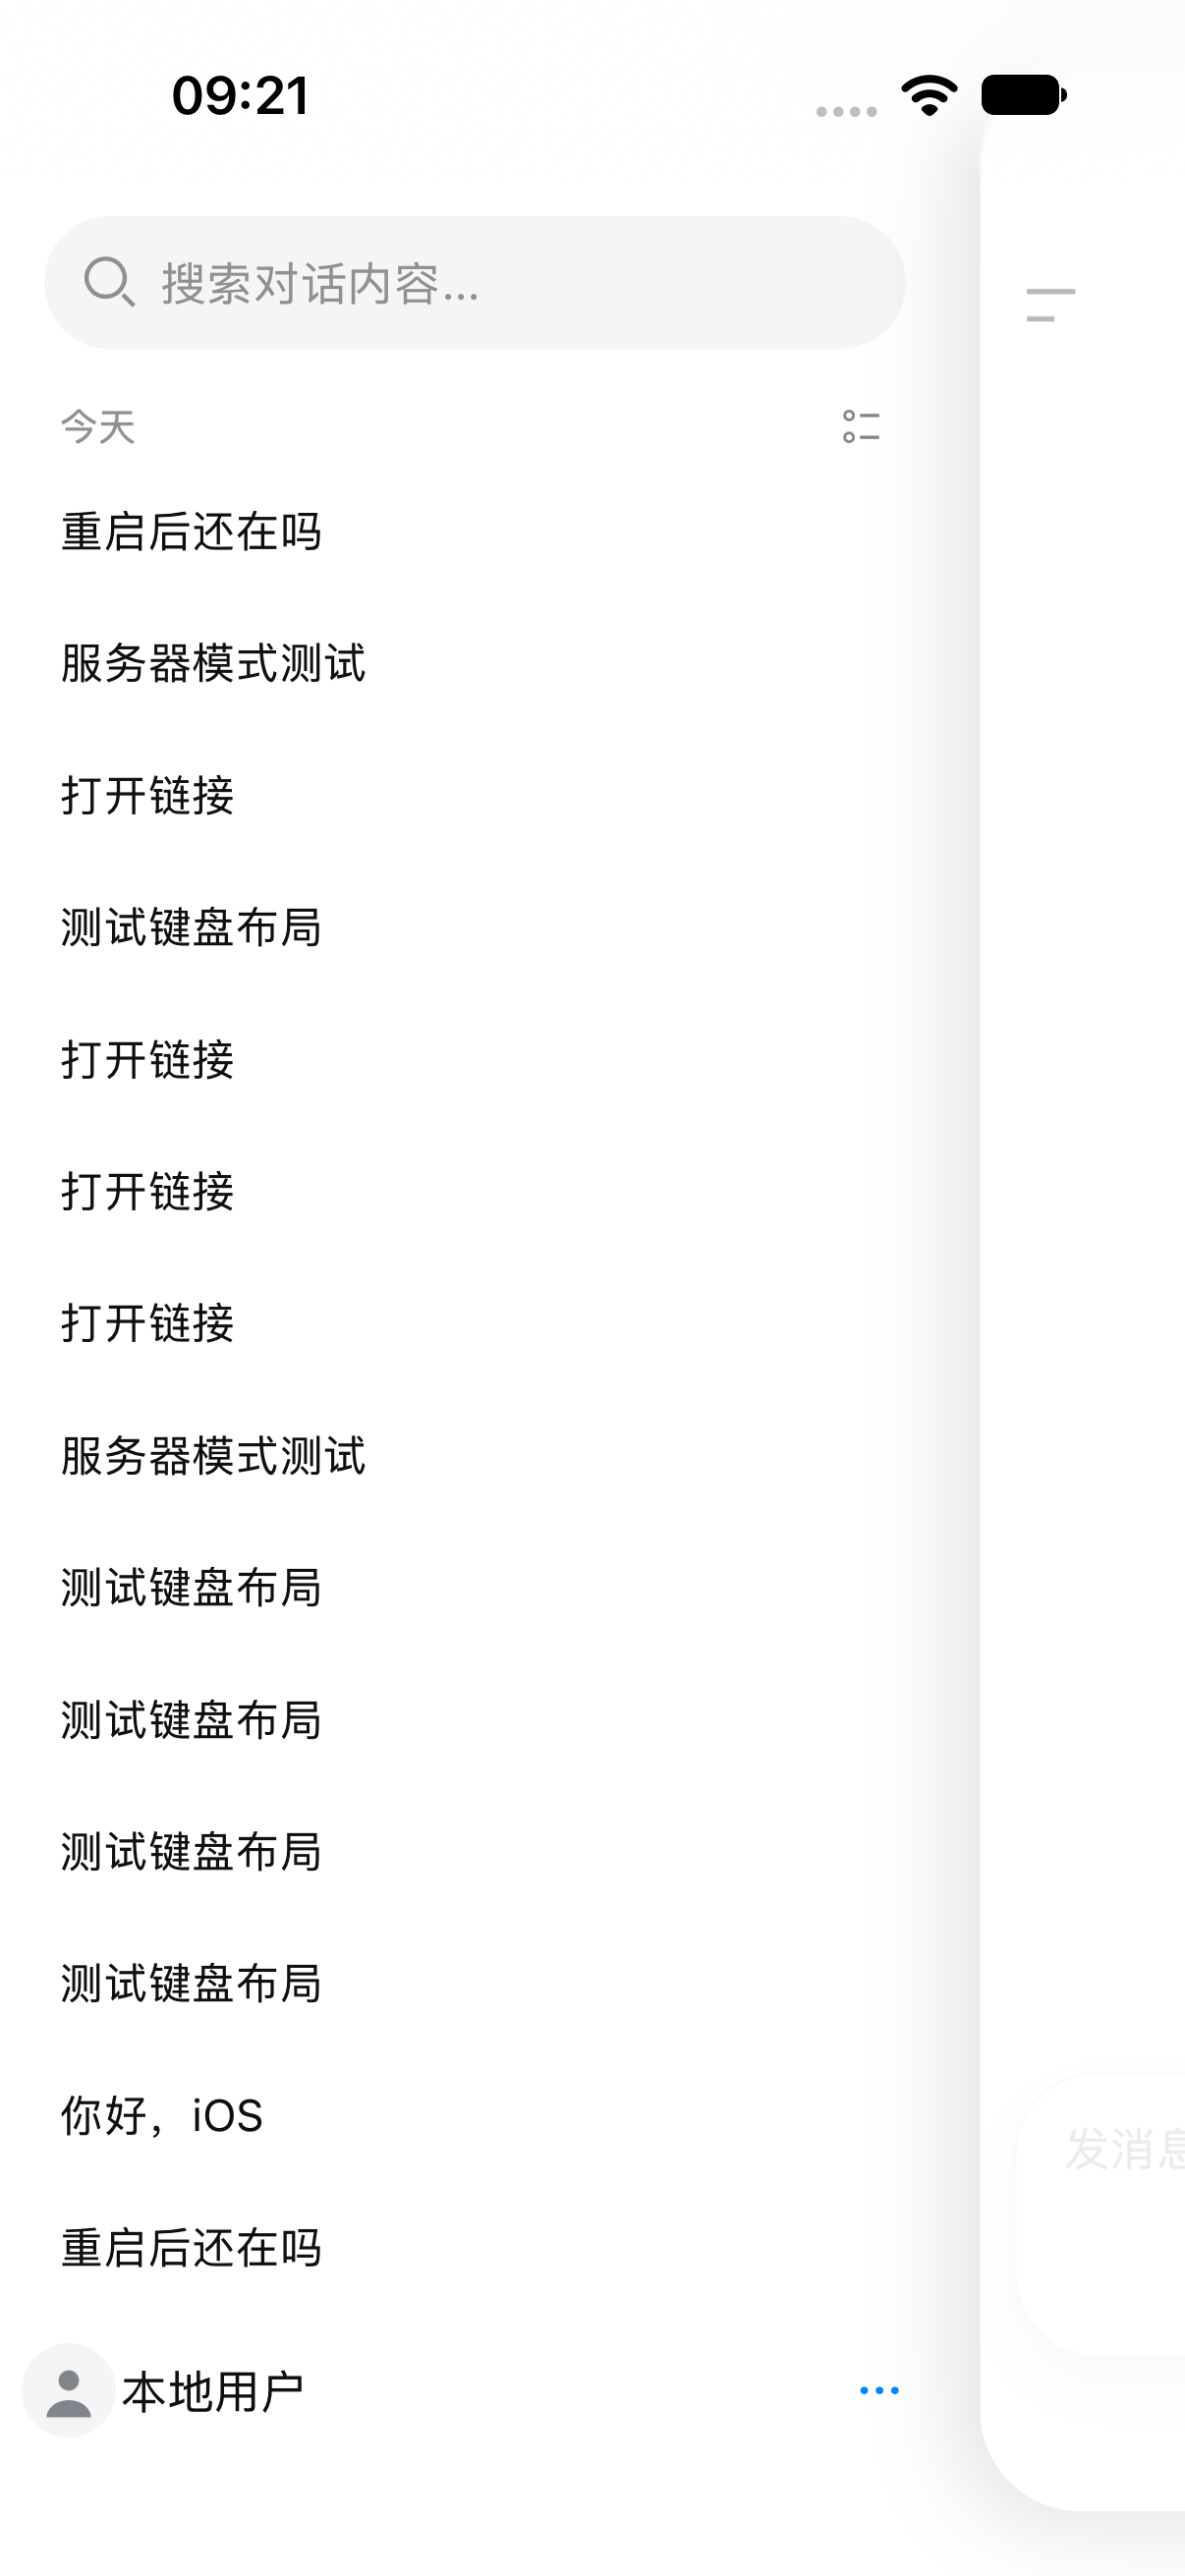 09:21
搜索对话内容...
今天
重启后还在吗
服务器模式测试
打开链接
测试键盘布局
打开链接
打开链接
打开链接
服务器模式测试
测试键盘布局
测试键盘布局
测试键盘布局
测试键盘布局
你好，iOS
发消息
重启后还在吗
本地用户